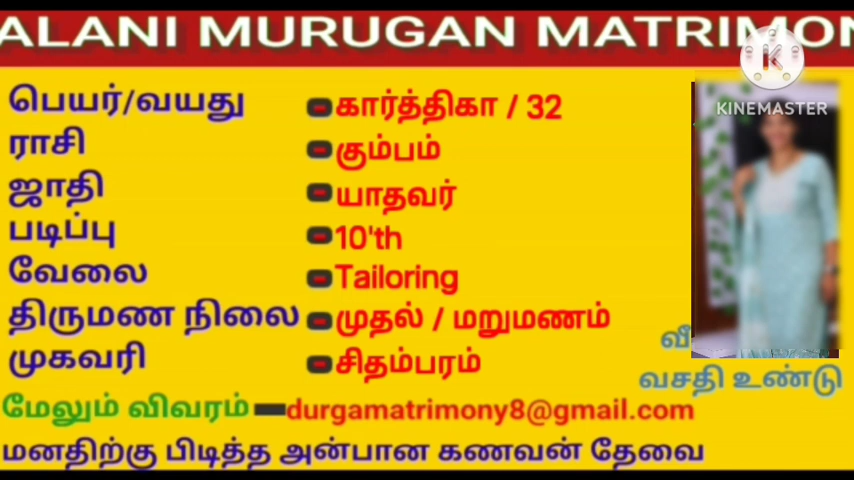 ALANI MURUGAN MATRIMON
KINEMASTER
பெயர்/வயது - கார்த்திகா / 32
ராசி - கும்பம்
ஜாதி - யாதவர்
படிப்பு - 10'th
வேலை - Tailoring
திருமண நிலை - முதல் / மறுமணம்
முகவரி - சிதம்பரம்
வசதி உண்டு
மேலும் விவரம் - durgamatrimony8@gmail.com
மனதிற்கு பிடித்த அன்பான கணவன் தேவை